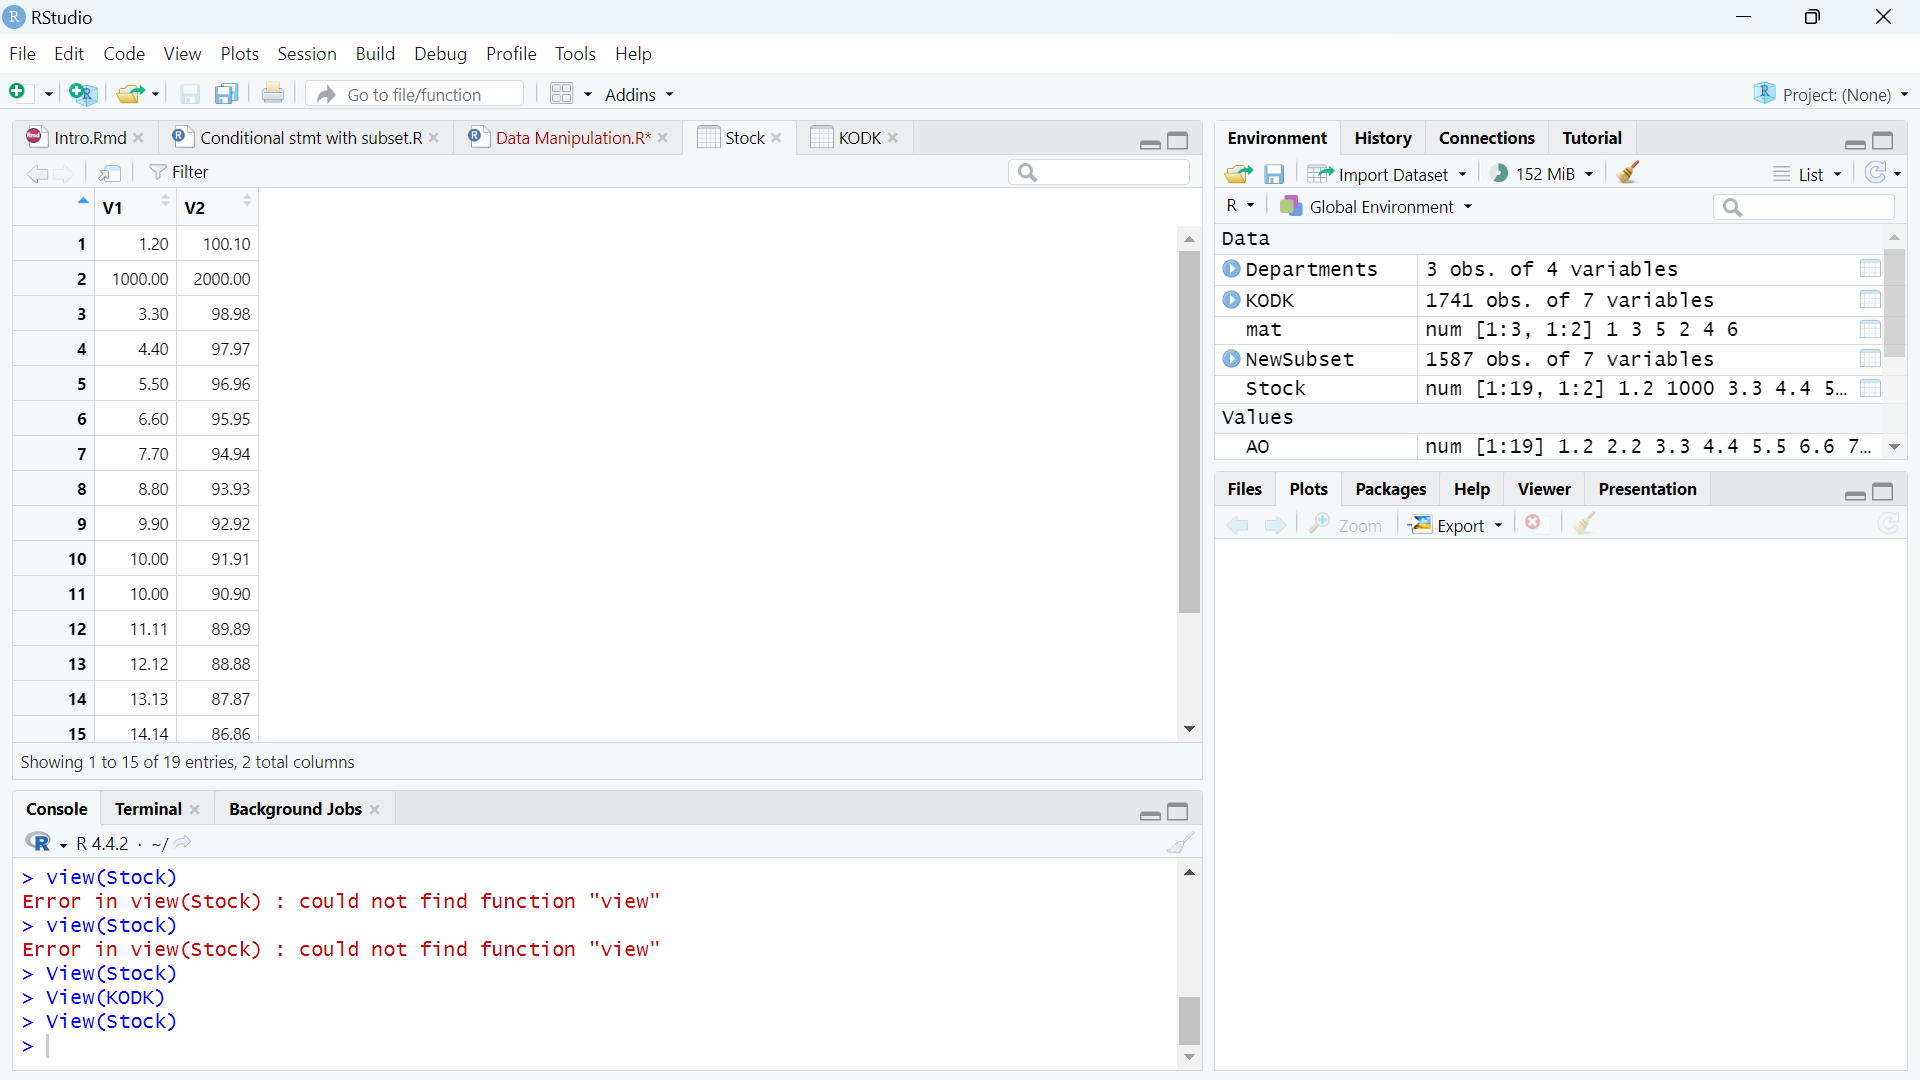 RStudio
File Edit Code View Plots Session Build Debug Profile Tools Help
Go to file/function Addins Project: (None)
Intro.Rmd Conditional stmt with subset.R Data Manipulation.R* Stock KODK
Filter
V1 V2
1 1.20 100.10
2 1000.00 2000.00
3 3.30 98.98
4 4.40 97.97
5 5.50 96.96
6 6.60 95.95
7 7.70 94.94
8 8.80 93.93
9 9.90 92.92
10 10.00 91.91
11 10.00 90.90
12 11.11 89.89
13 12.12 88.88
14 13.13 87.87
15 14.14 86.86
Showing 1 to 15 of 19 entries, 2 total columns
Console Terminal Background Jobs
R 4.4.2 · ~/
> view(Stock)
Error in view(Stock) : could not find function "view"
> view(Stock)
Error in view(Stock) : could not find function "view"
> View(Stock)
> View(KODK)
> View(Stock)
>
Environment History Connections Tutorial
Import Dataset 152 MiB List
R Global Environment
Data
Departments 3 obs. of 4 variables
KODK 1741 obs. of 7 variables
mat num [1:3, 1:2] 1 3 5 2 4 6
NewSubset 1587 obs. of 7 variables
Stock num [1:19, 1:2] 1.2 1000 3.3 4.4 5…
Values
AO num [1:19] 1.2 2.2 3.3 4.4 5.5 6.6 7…
Files Plots Packages Help Viewer Presentation
Zoom Export